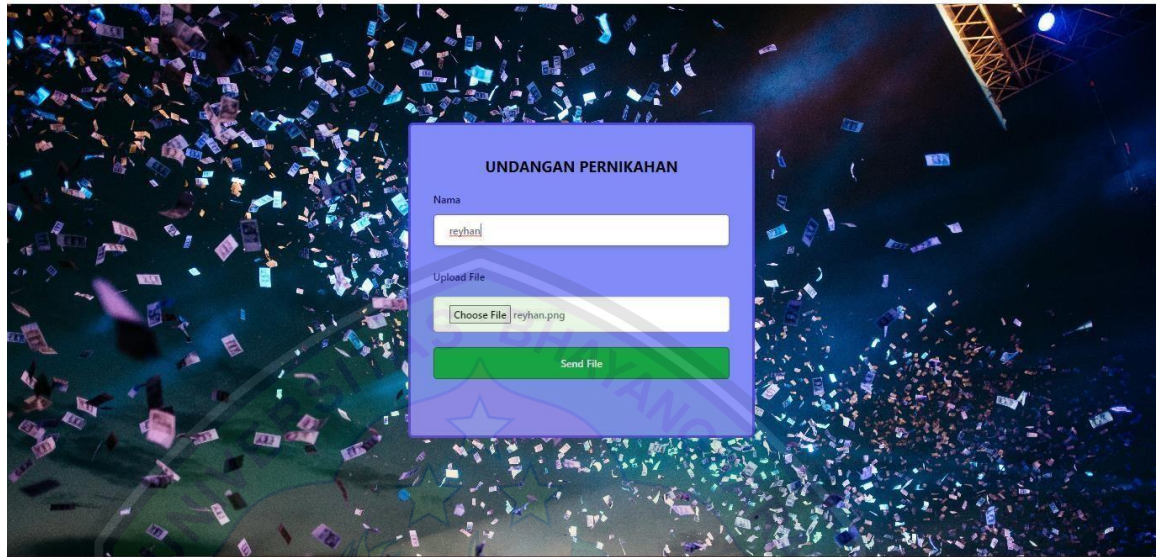 UNDANGAN PERNIKAHAN
Nama
reyhan
Upload File
Choose File reyhan.png
Send File